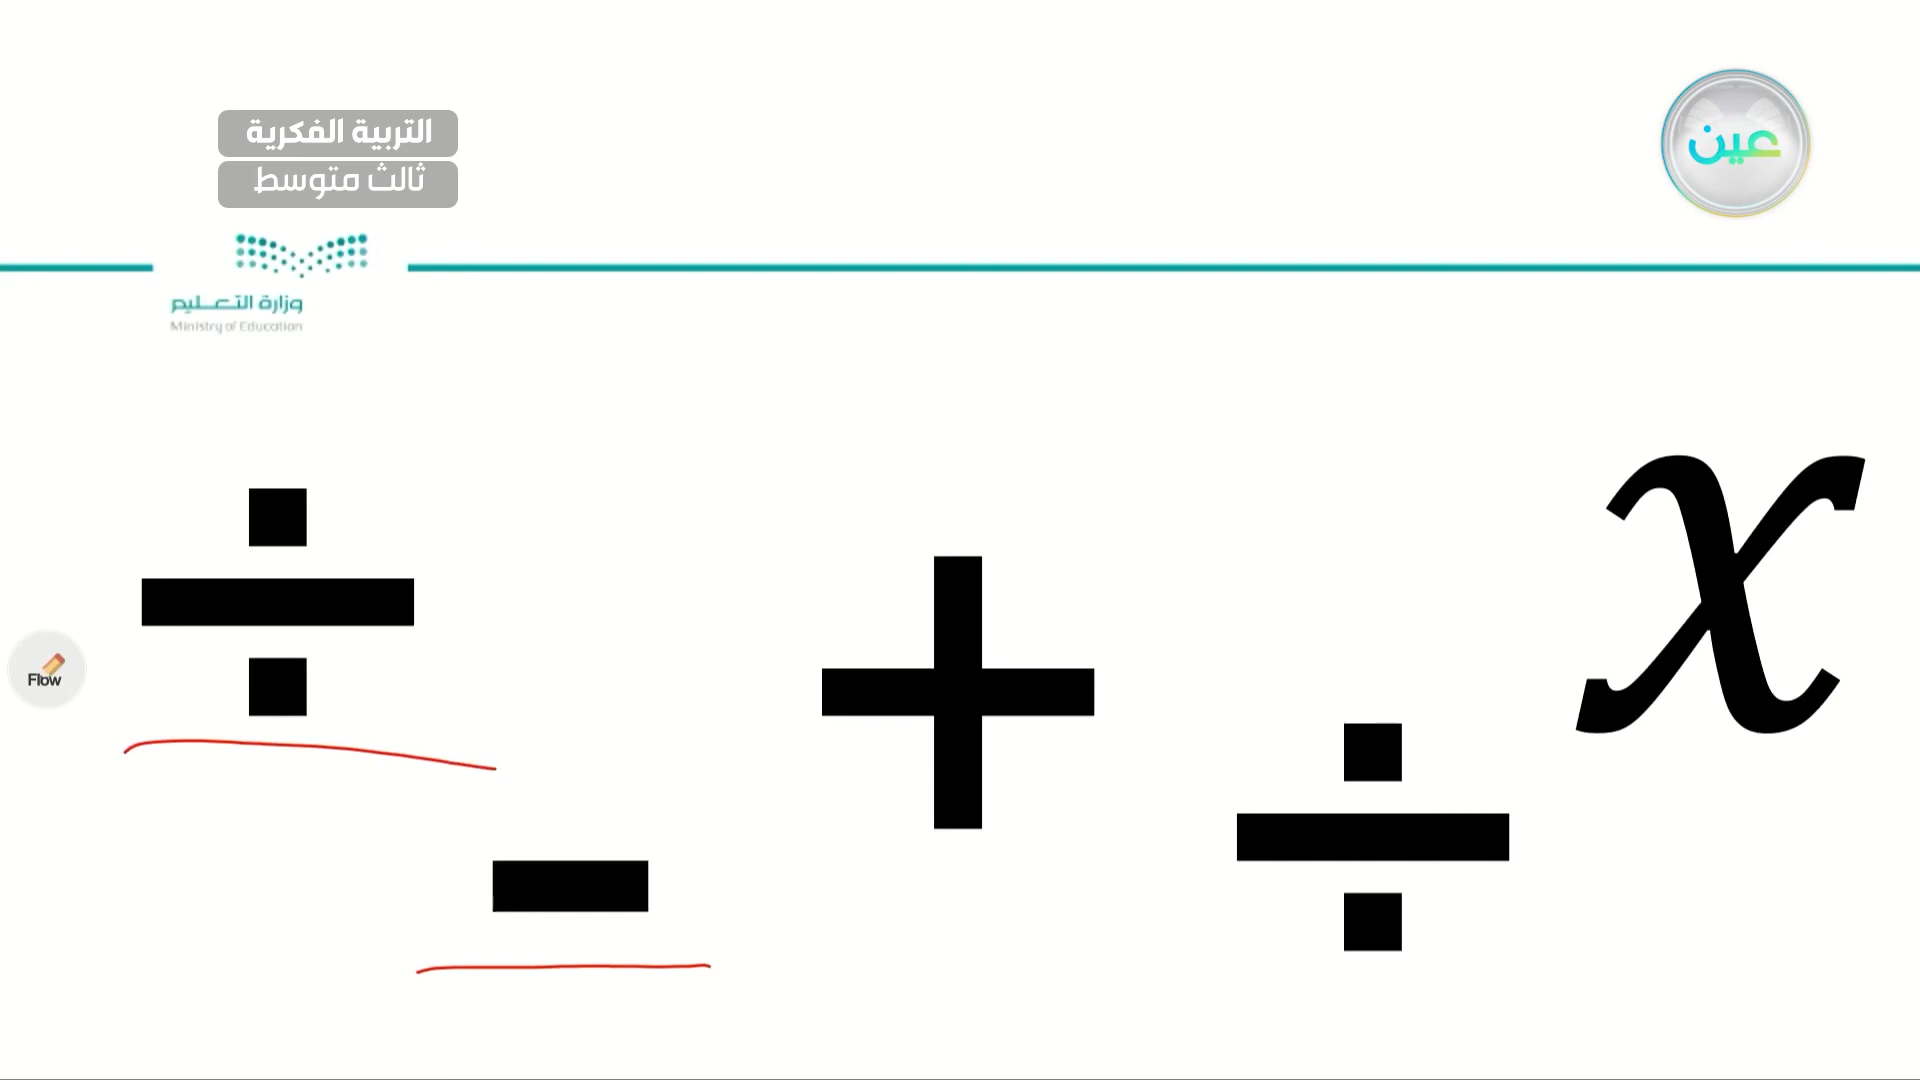 التربية الفكرية
ثالث متوسط
عين
وزارة التعليم
Ministry of Education
÷ - + ÷ x
Flow